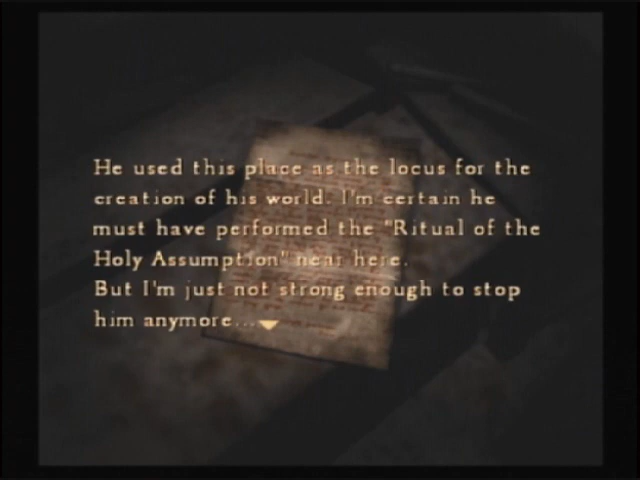 He used this place as the locus for the
creation of his world. I'm certain he
must have performed the "Ritual of the
Holy Assumption" near here.
But I'm just not strong enough to stop
him anymore...